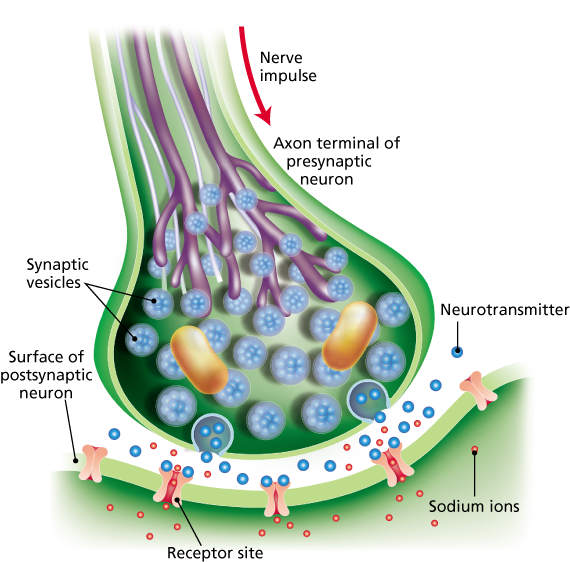 Nerve
impulse
Axon terminal of
presynaptic
neuron
Synaptic
vesicles
Neurotransmitter
Surface of
postsynaptic
neuron
Sodium ions
Receptor site